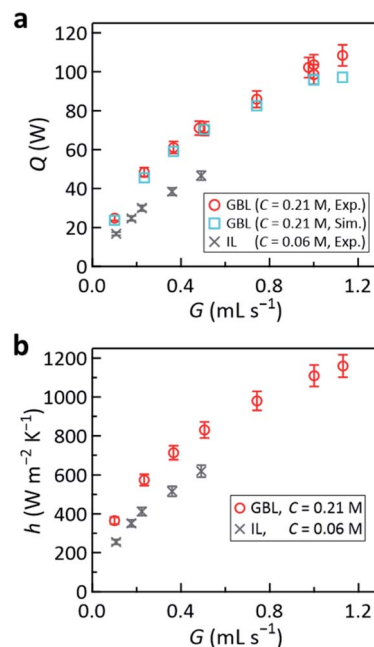 a
120
100
80
60
40
20
0
Q (W)
GBL (C = 0.21 M, Exp.)
GBL (C = 0.21 M, Sim.)
IL (C = 0.06 M, Exp.)
0.0 0.4 0.8 1.2
G (mL s⁻¹)
b
1200
1000
800
600
400
200
0
h (W m⁻² K⁻¹)
GBL, C = 0.21 M
IL, C = 0.06 M
0.0 0.4 0.8 1.2
G (mL s⁻¹)